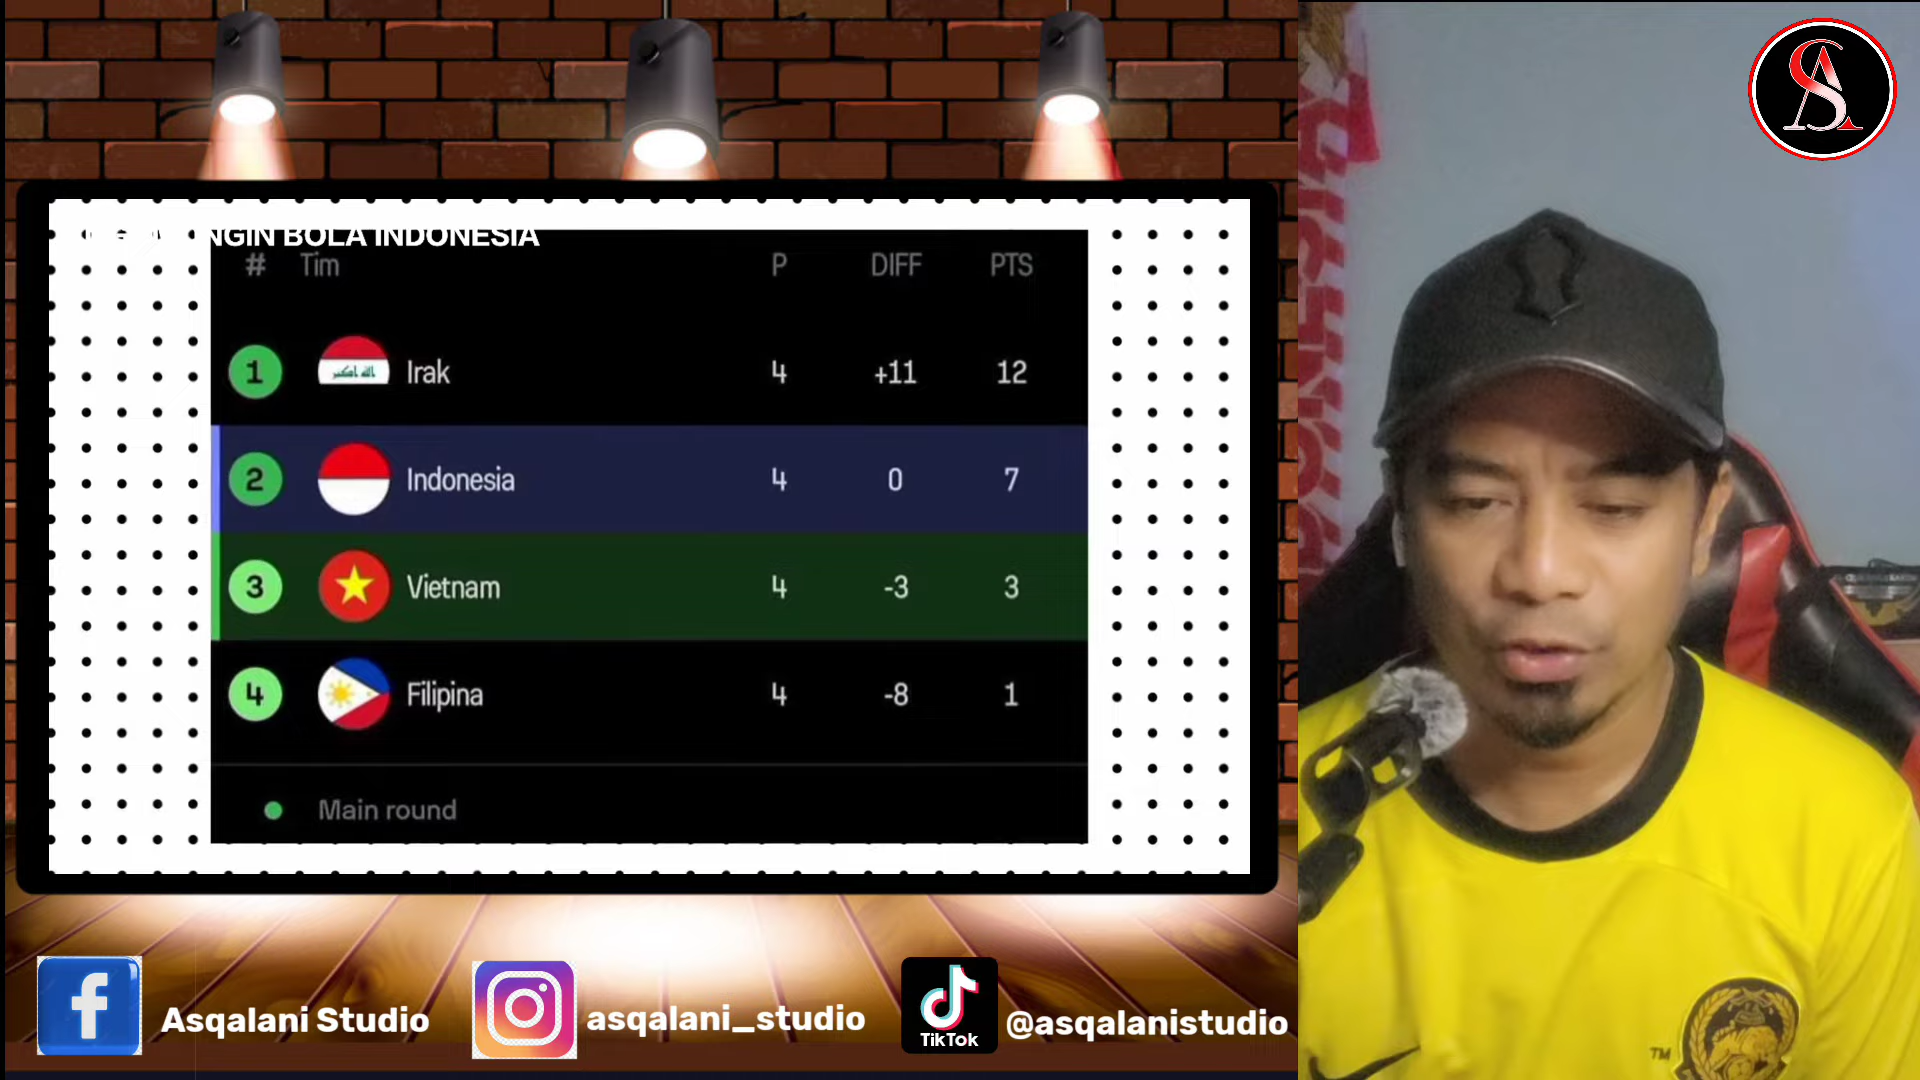 NGIN BOLA INDONESIA
# Tim P DIFF PTS
1 Irak 4 +11 12
2 Indonesia 4 0 7
3 Vietnam 4 -3 3
4 Filipina 4 -8 1
Main round
Asqalani Studio
asqalani_studio
TikTok
@asqalanistudio
TM